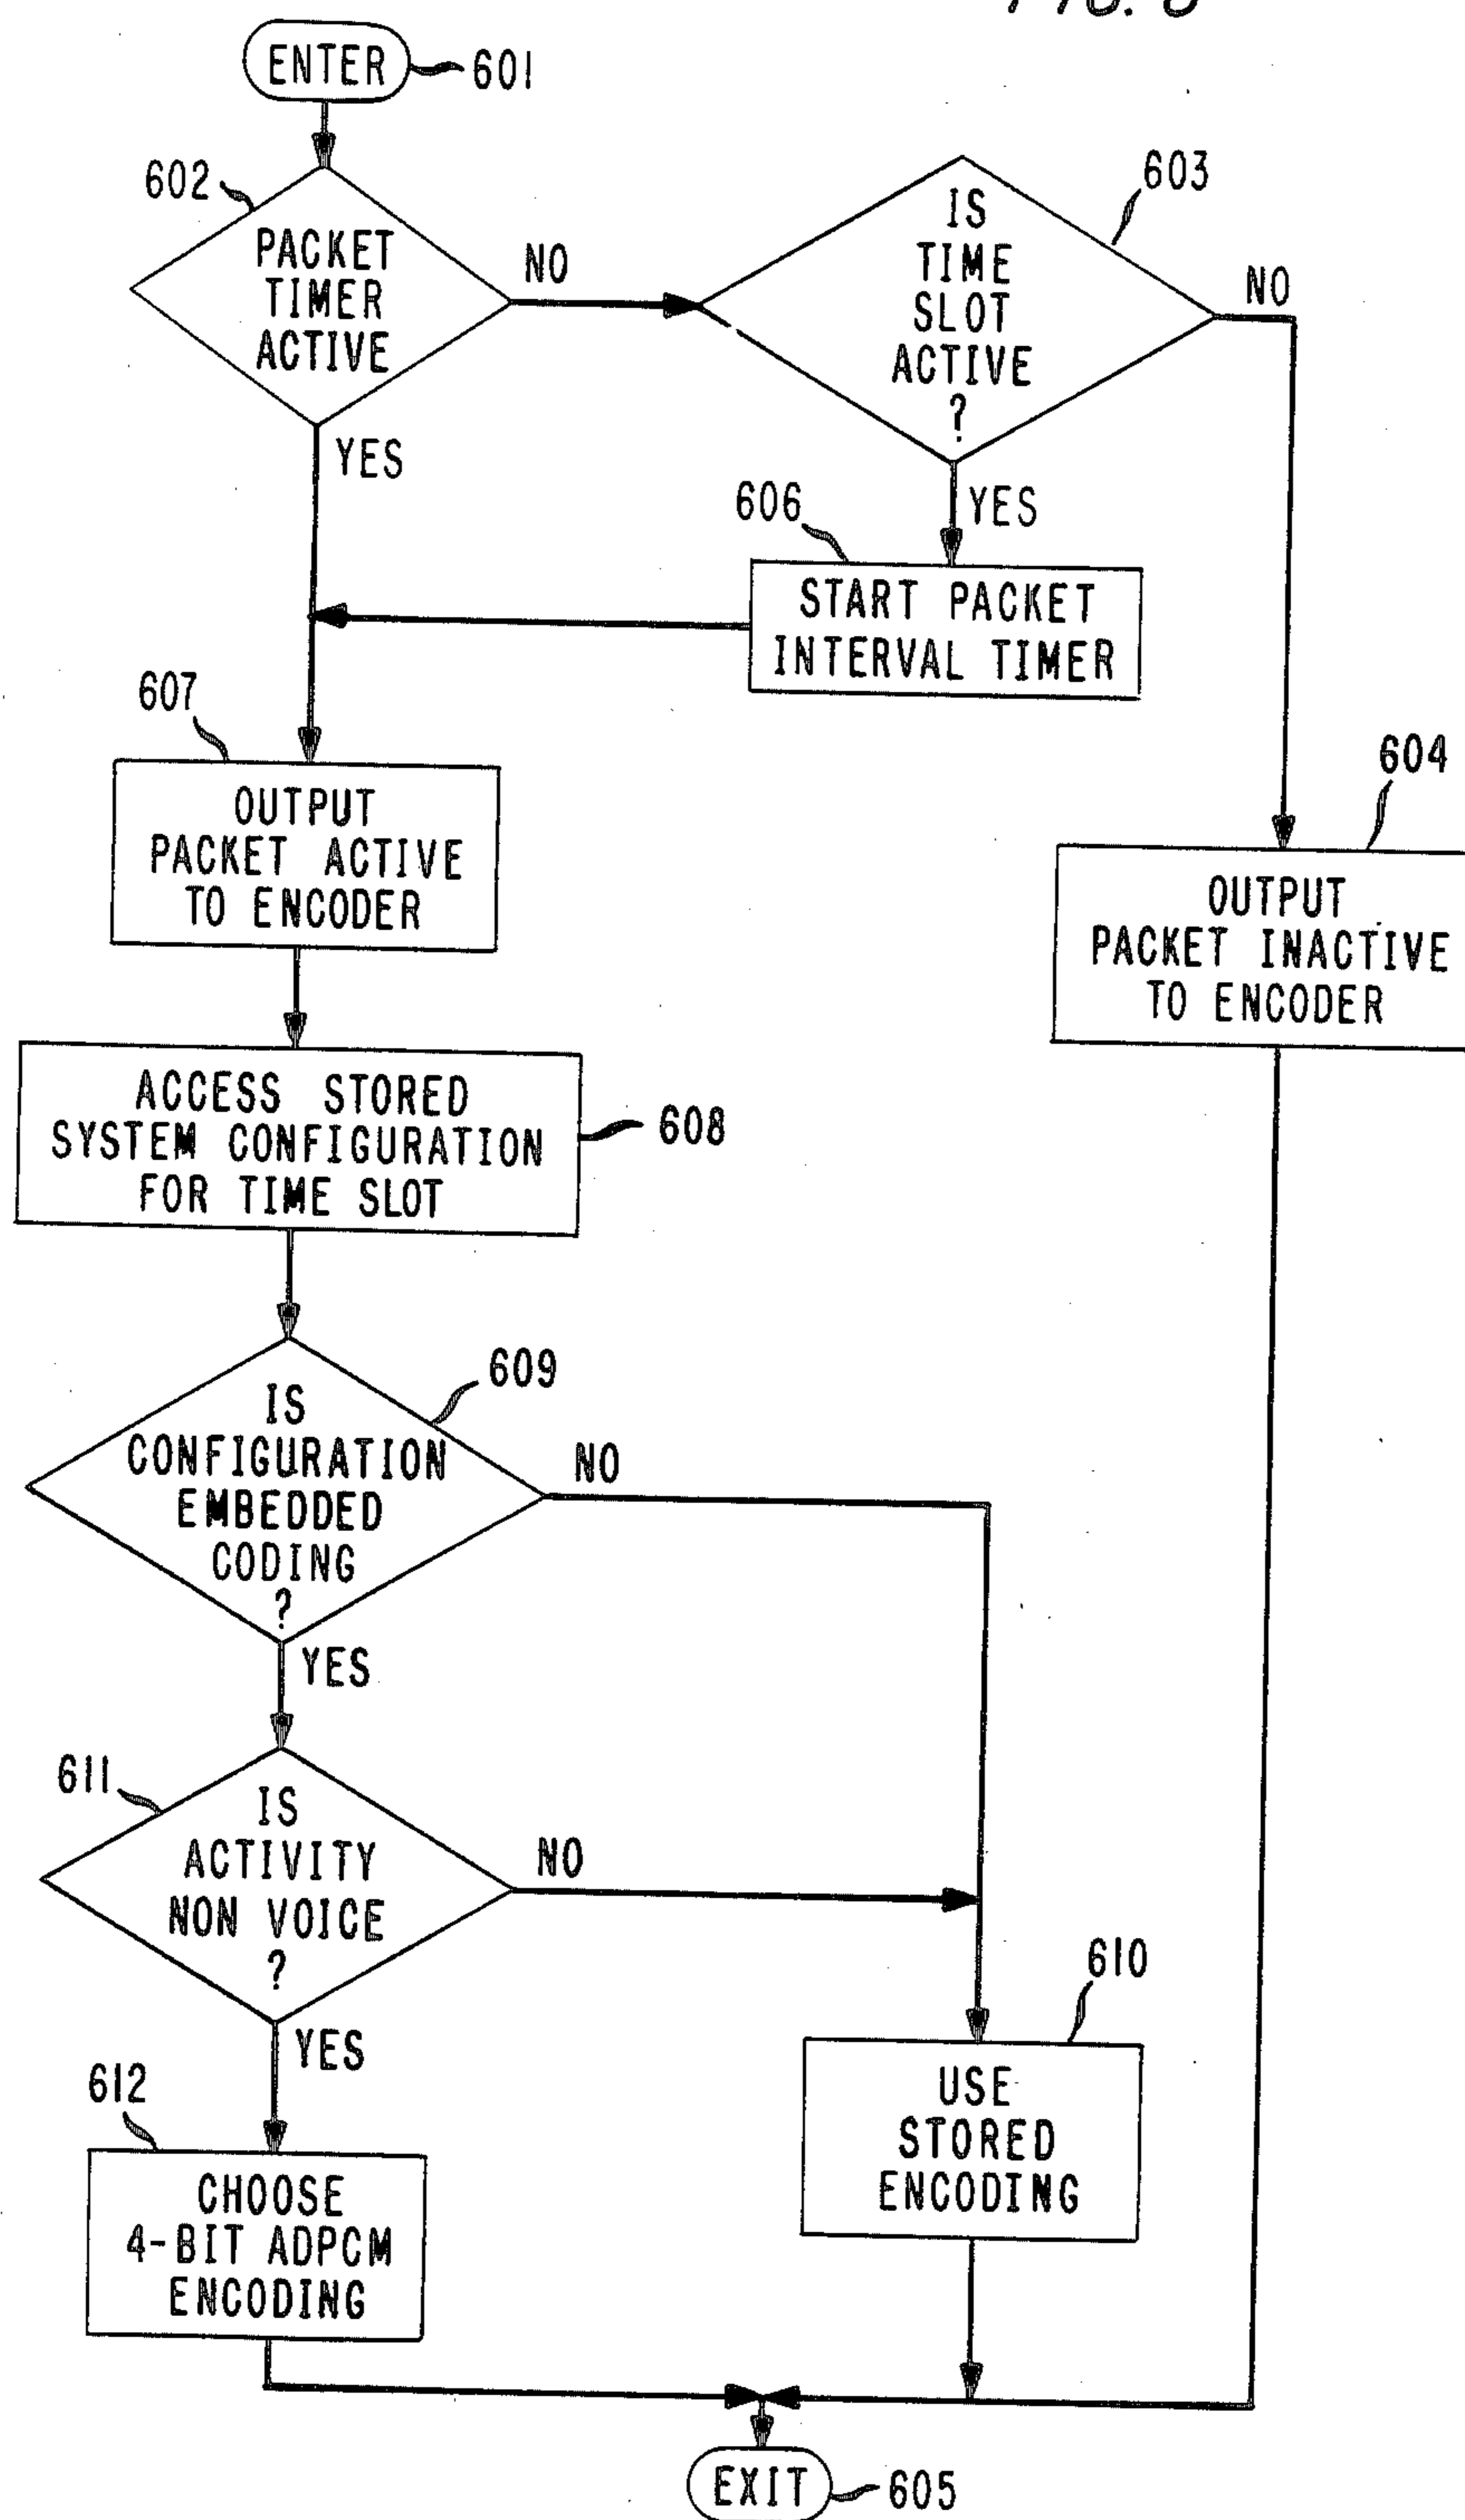 ENTER
601
602
PACKET
TIMER
ACTIVE
NO
YES
603
IS
TIME
SLOT
ACTIVE
?
NO
YES
606
START PACKET
INTERVAL TIMER
607
OUTPUT
PACKET ACTIVE
TO ENCODER
604
OUTPUT
PACKET INACTIVE
TO ENCODER
ACCESS STORED
SYSTEM CONFIGURATION
FOR TIME SLOT
608
609
IS
CONFIGURATION
EMBEDDED
CODING
?
NO
YES
611
IS
ACTIVITY
NON VOICE
?
NO
YES
610
USE
STORED
ENCODING
612
CHOOSE
4-BIT ADPCM
ENCODING
EXIT
605